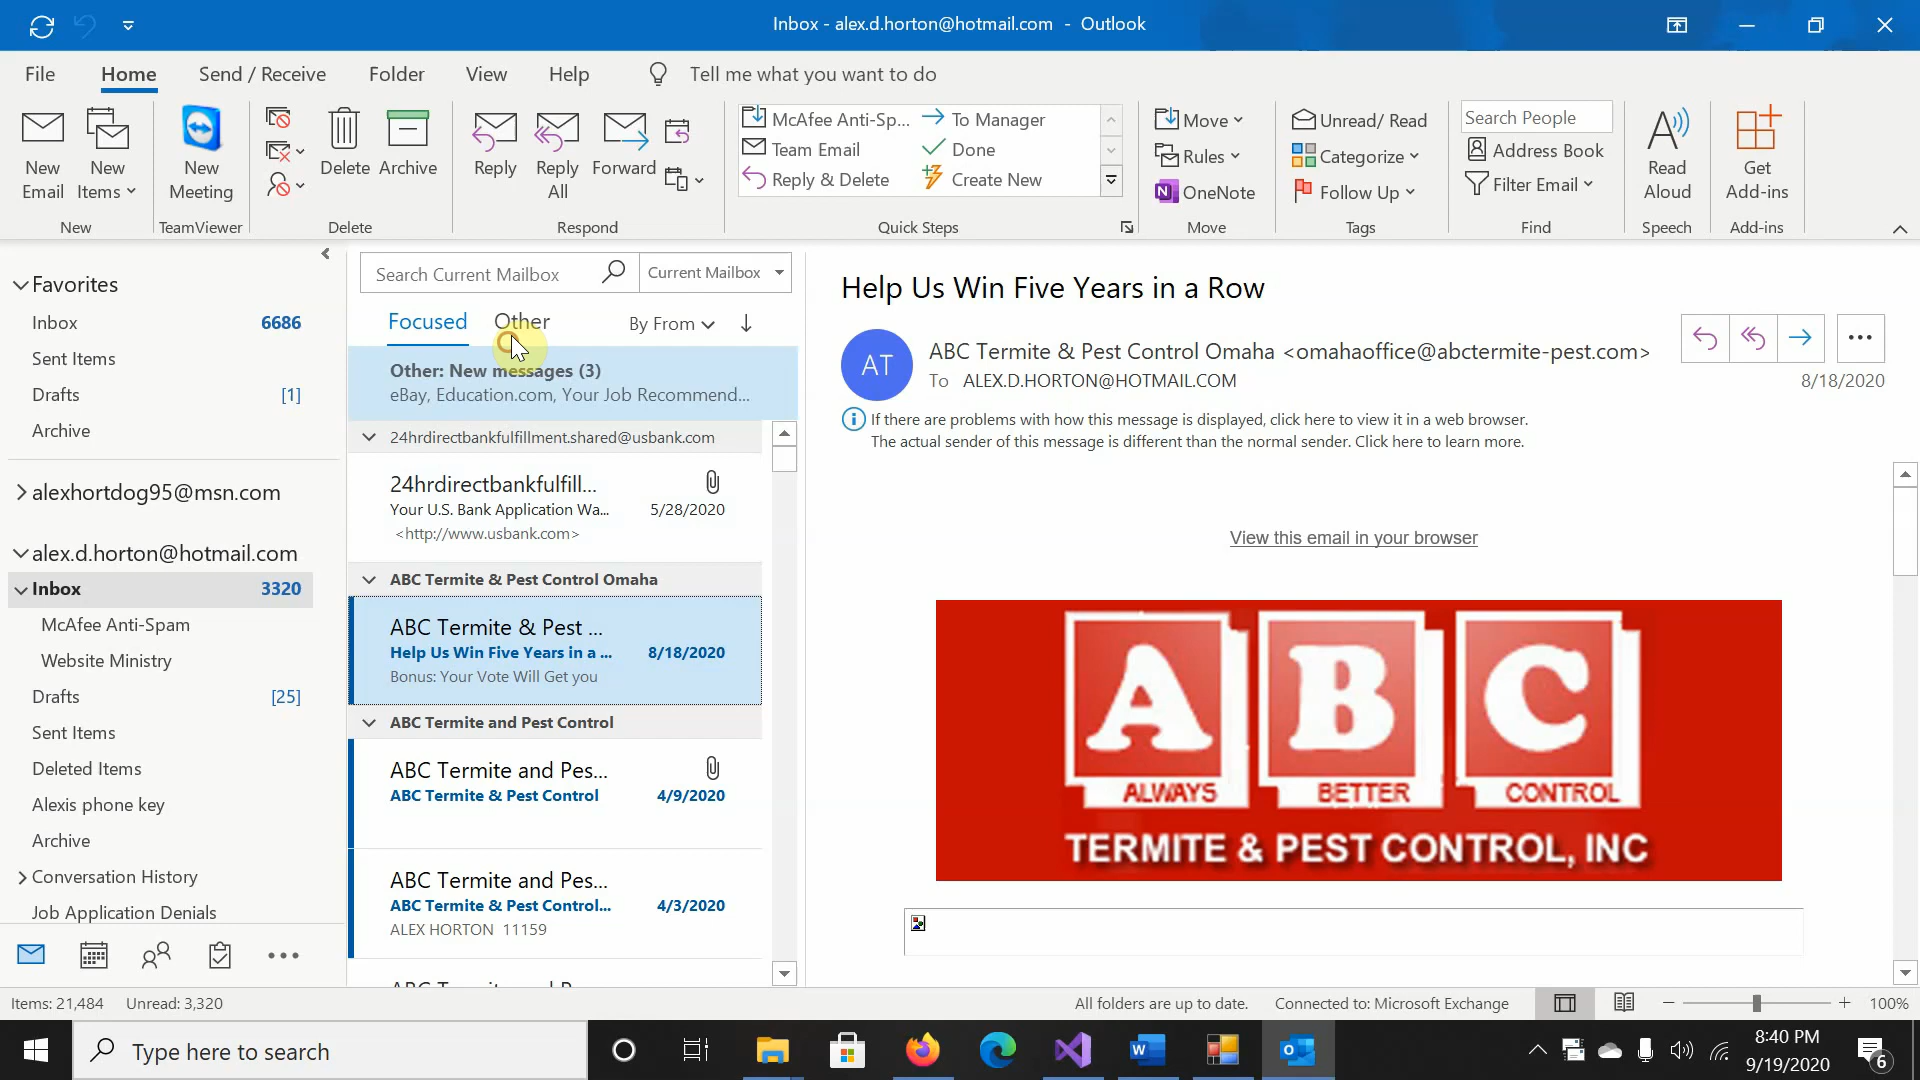 Inbox - alex.d.horton@hotmail.com - Outlook
File Home Send / Receive Folder View Help Tell me what you want to do
New Email
New Items
New
New Meeting
TeamViewer
Delete
Archive
Delete
Reply
Reply All
Forward
Respond
McAfee Anti-Sp... To Manager
Team Email Done
Reply & Delete Create New
Quick Steps
Move
Rules
OneNote
Move
Unread/ Read
Categorize
Follow Up
Tags
Search People
Address Book
Filter Email
Find
Read Aloud
Speech
Get Add-ins
Add-ins
Favorites
Inbox 6686
Sent Items
Drafts [1]
Archive
alexhortdog95@msn.com
alex.d.horton@hotmail.com
Inbox 3320
McAfee Anti-Spam
Website Ministry
Drafts [25]
Sent Items
Deleted Items
Alexis phone key
Archive
Conversation History
Job Application Denials
Search Current Mailbox Current Mailbox
Focused Other By From
Other: New messages (3)
eBay, Education.com, Your Job Recommend...
24hrdirectbankfulfillment.shared@usbank.com
24hrdirectbankfulfill...
Your U.S. Bank Application Wa... 5/28/2020
<http://www.usbank.com>
ABC Termite & Pest Control Omaha
ABC Termite & Pest ...
Help Us Win Five Years in a ... 8/18/2020
Bonus: Your Vote Will Get you
ABC Termite and Pest Control
ABC Termite and Pes...
ABC Termite & Pest Control 4/9/2020
ABC Termite and Pes...
ABC Termite & Pest Control... 4/3/2020
ALEX HORTON 11159
Help Us Win Five Years in a Row
AT
ABC Termite & Pest Control Omaha <omahaoffice@abctermite-pest.com>
To ALEX.D.HORTON@HOTMAIL.COM
8/18/2020
If there are problems with how this message is displayed, click here to view it in a web browser.
The actual sender of this message is different than the normal sender. Click here to learn more.
View this email in your browser
A B C
ALWAYS BETTER CONTROL
TERMITE & PEST CONTROL, INC
Items: 21,484 Unread: 3,320 All folders are up to date. Connected to: Microsoft Exchange 100%
Type here to search
8:40 PM
9/19/2020
6